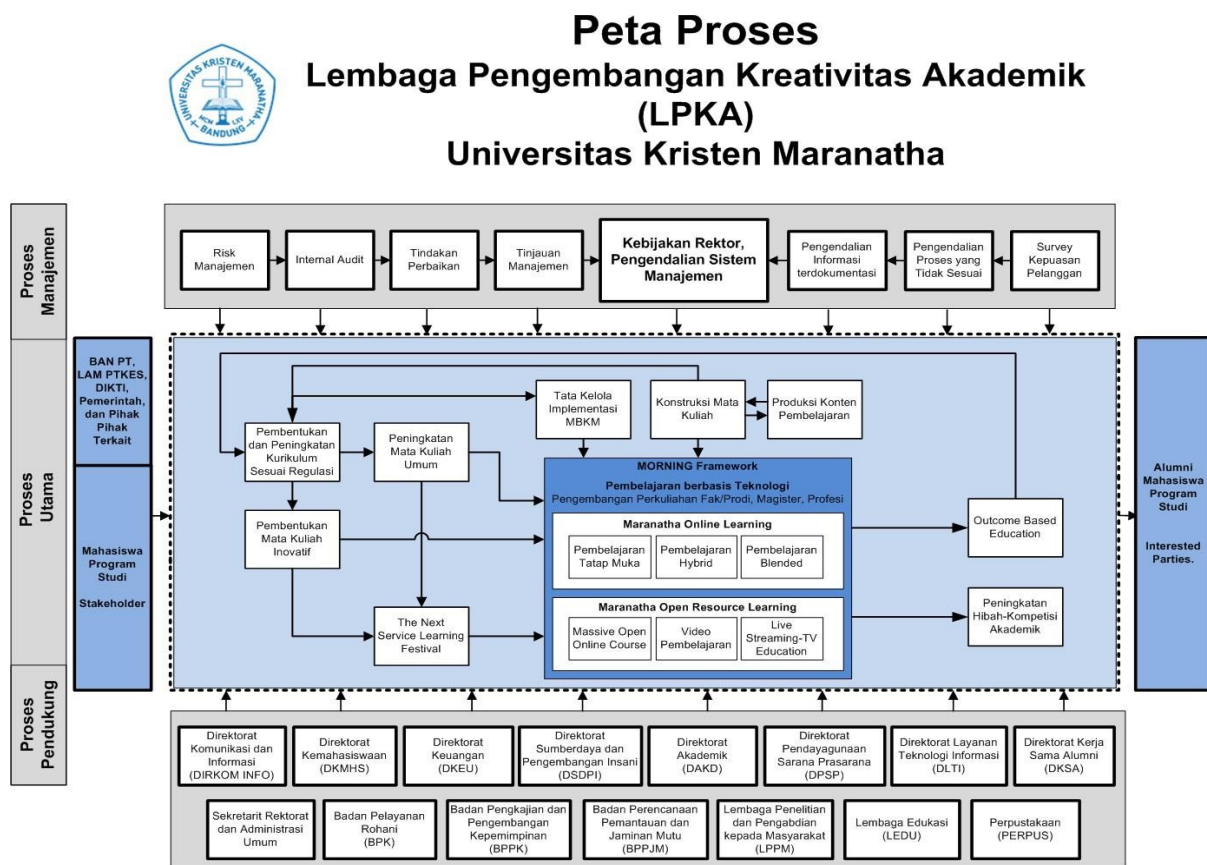 Peta Proses
Lembaga Pengembangan Kreativitas Akademik
(LPKA)
Universitas Kristen Maranatha
UNIVERSITAS KRISTEN MARANATHA
MCM LXV
BANDUNG
Proses
Manajemen
Risk
Manajemen
Internal Audit
Tindakan
Perbaikan
Tinjauan
Manajemen
Kebijakan Rektor,
Pengendalian Sistem
Manajemen
Pengendalian
Informasi
terdokumentasi
Pengendalian
Proses yang
Tidak Sesuai
Survey
Kepuasan
Pelanggan
Proses
Utama
BAN PT,
LAM PTKES,
DIKTI,
Pemerintah,
dan Pihak
Pihak
Terkait
Mahasiswa
Program
Studi
Stakeholder
Pembentukan
dan Peningkatan
Kurikulum
Sesuai Regulasi
Peningkatan
Mata Kuliah
Umum
Tata Kelola
Implementasi
MBKM
Konstruksi Mata
Kuliah
Produksi Konten
Pembelajaran
Pembentukan
Mata Kuliah
Inovatif
The Next
Service Learning
Festival
MORNING Framework
Pembelajaran berbasis Teknologi
Pengembangan Perkuliahan Fak/Prodi, Magister, Profesi
Maranatha Online Learning
Pembelajaran
Tatap Muka
Pembelajaran
Hybrid
Pembelajaran
Blended
Maranatha Open Resource Learning
Massive Open
Online Course
Video
Pembelajaran
Live
Streaming-TV
Education
Outcome Based
Education
Peningkatan
Hibah-Kompetisi
Akademik
Alumni
Mahasiswa
Program
Studi
Interested
Parties.
Proses
Pendukung
Direktorat
Komunikasi dan
Informasi
(DIRKOM INFO)
Direktorat
Kemahasiswaan
(DKMHS)
Direktorat
Keuangan
(DKEU)
Direktorat
Sumberdaya dan
Pengembangan Insani
(DSDPI)
Direktorat
Akademik
(DAKD)
Direktorat
Pendayagunaan
Sarana Prasarana
(DPSP)
Direktorat Layanan
Teknologi Informasi
(DLTI)
Direktorat Kerja
Sama Alumni
(DKSA)
Sekretarit Rektorat
dan Administrasi
Umum
Badan Pelayanan
Rohani
(BPK)
Badan Pengkajian dan
Pengembangan
Kepemimpinan
(BPPK)
Badan Perencanaan
Pemantauan dan
Jaminan Mutu
(BPPJM)
Lembaga Penelitian
dan Pengabdian
kepada Masyarakat
(LPPM)
Lembaga Edukasi
(LEDU)
Perpustakaan
(PERPUS)